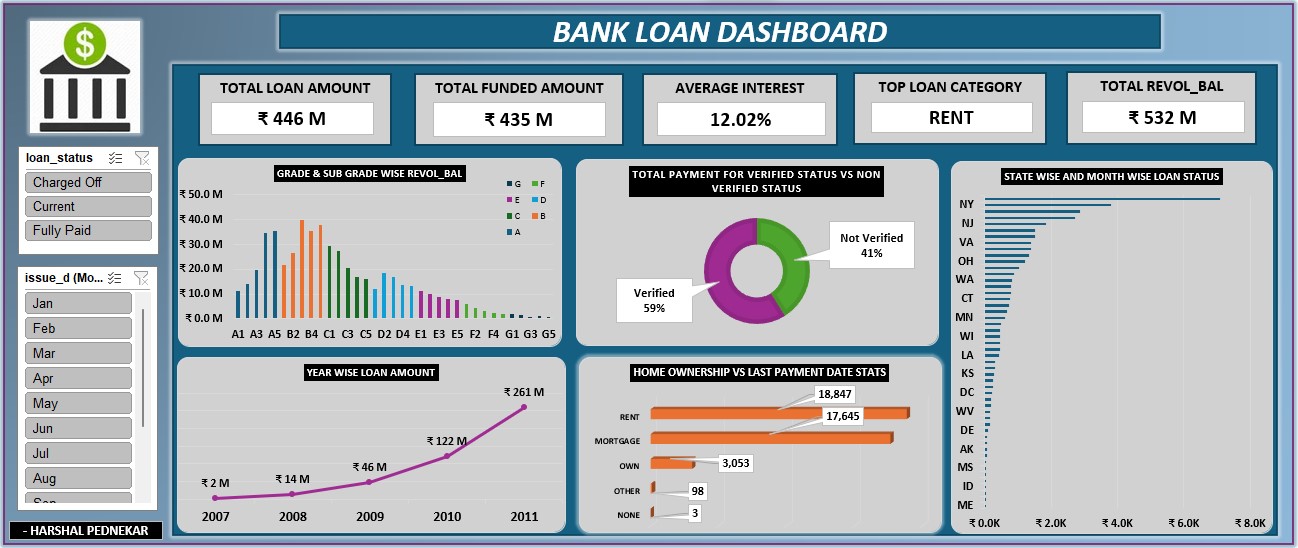 BANK LOAN DASHBOARD
$
TOTAL LOAN AMOUNT
₹ 446 M
TOTAL FUNDED AMOUNT
₹ 435 M
AVERAGE INTEREST
12.02%
TOP LOAN CATEGORY
RENT
TOTAL REVOL_BAL
₹ 532 M
loan_status
Charged Off
Current
Fully Paid
issue_d (Mo...
Jan
Feb
Mar
Apr
May
Jun
Jul
Aug
Sep
- HARSHAL PEDNEKAR
GRADE & SUB GRADE WISE REVOL_BAL
G F
E D
C B
A
₹ 50.0 M
₹ 40.0 M
₹ 30.0 M
₹ 20.0 M
₹ 10.0 M
₹ 0.0 M
A1 A3 A5 B2 B4 C1 C3 C5 D2 D4 E1 E3 E5 F2 F4 G1 G3 G5
TOTAL PAYMENT FOR VERIFIED STATUS VS NON
VERIFIED STATUS
Not Verified
41%
Verified
59%
STATE WISE AND MONTH WISE LOAN STATUS
NY
NJ
VA
OH
WA
CT
MN
WI
LA
KS
DC
WV
DE
AK
MS
ID
ME
₹ 0.0K ₹ 2.0K ₹ 4.0K ₹ 6.0K ₹ 8.0K
YEAR WISE LOAN AMOUNT
₹ 2 M
₹ 14 M
₹ 46 M
₹ 122 M
₹ 261 M
2007 2008 2009 2010 2011
HOME OWNERSHIP VS LAST PAYMENT DATE STATS
RENT
18,847
MORTGAGE
17,645
OWN
3,053
OTHER
98
NONE
3